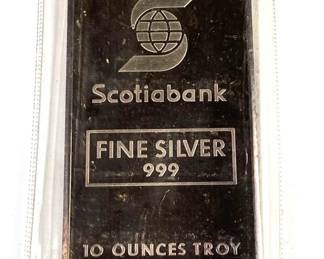 Scotiabank
FINE SILVER
999
10 OUNCES TROY